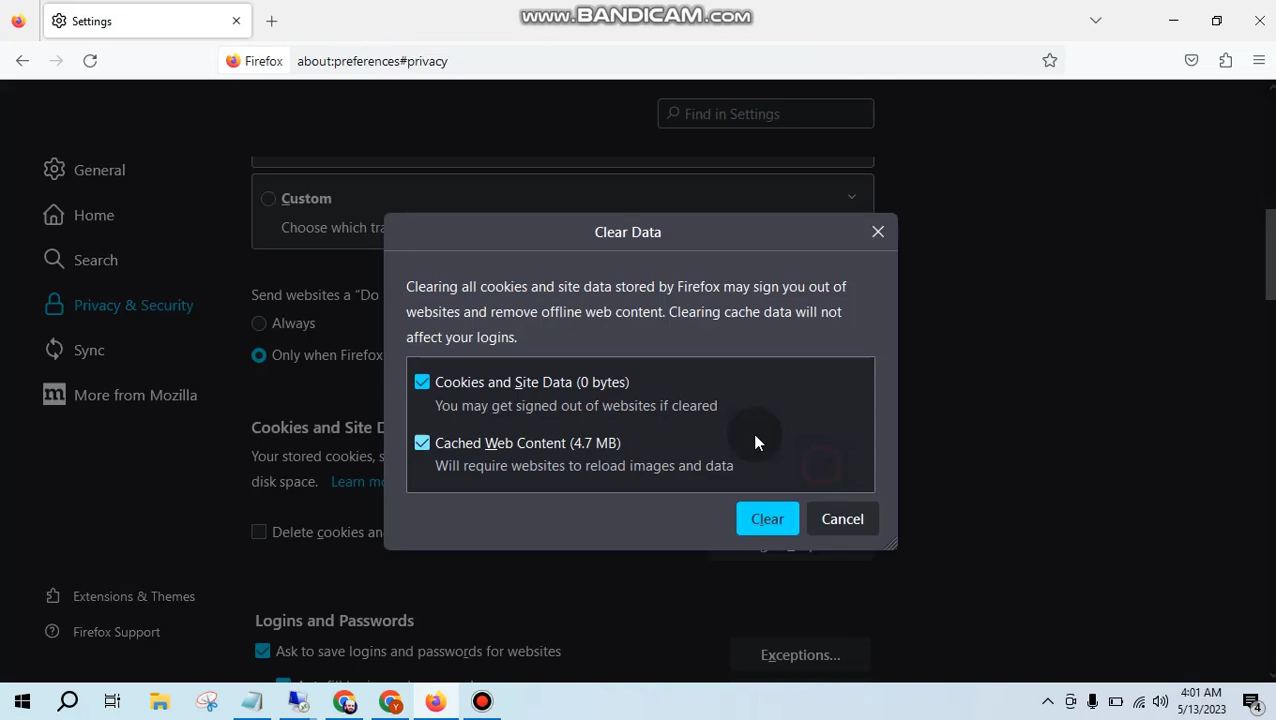 Settings
www.BANDICAM.com
Firefox
about:preferences#privacy
Find in Settings
General
Home
Search
Privacy & Security
Sync
More from Mozilla
Extensions & Themes
Firefox Support
Custom
Choose which
Send websites a “Do
Always
Only when Firefox
Cookies and Site
Your stored cookies,
disk space. Learn
Delete cookies
Logins and Passwords
Ask to save logins and passwords for websites
Exceptions...
Clear Data
Clearing all cookies and site data stored by Firefox may sign you out of
websites and remove offline web content. Clearing cache data will not
affect your logins.
Cookies and Site Data (0 bytes)
You may get signed out of websites if cleared
Cached Web Content (4.7 MB)
Will require websites to reload images and data
Clear
Cancel
4:01 AM
5/13/2023
4